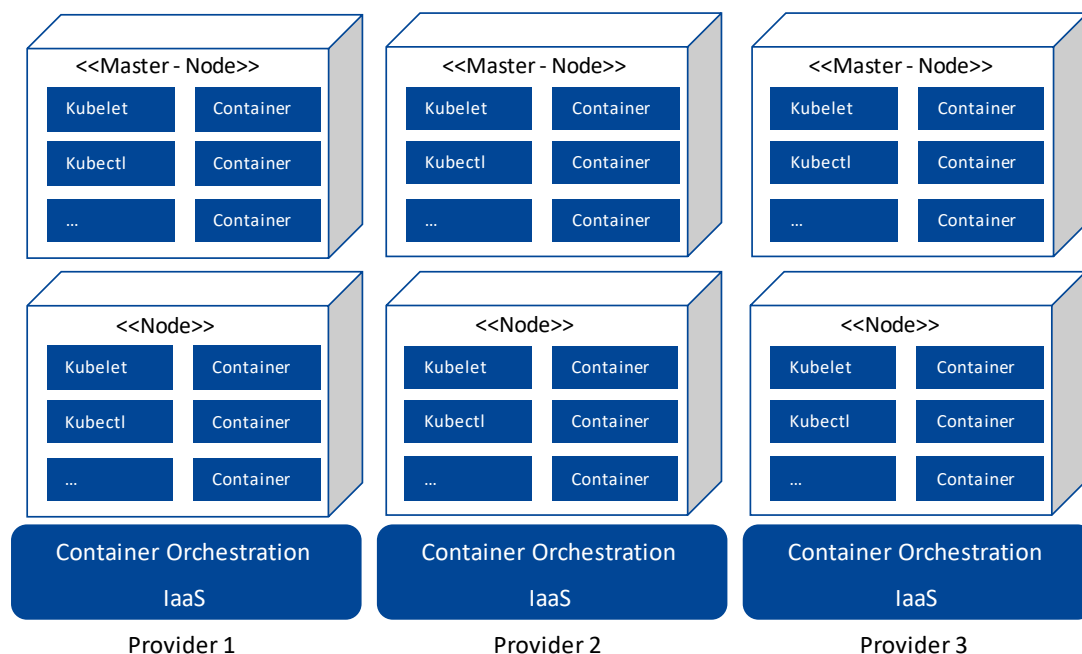 <<Master - Node>>
Kubelet Container
Kubectl Container
... Container
<<Node>>
Kubelet Container
Kubectl Container
... Container
Container Orchestration
IaaS
Provider 1
<<Master - Node>>
Kubelet Container
Kubectl Container
... Container
<<Node>>
Kubelet Container
Kubectl Container
... Container
Container Orchestration
IaaS
Provider 2
<<Master - Node>>
Kubelet Container
Kubectl Container
... Container
<<Node>>
Kubelet Container
Kubectl Container
... Container
Container Orchestration
IaaS
Provider 3